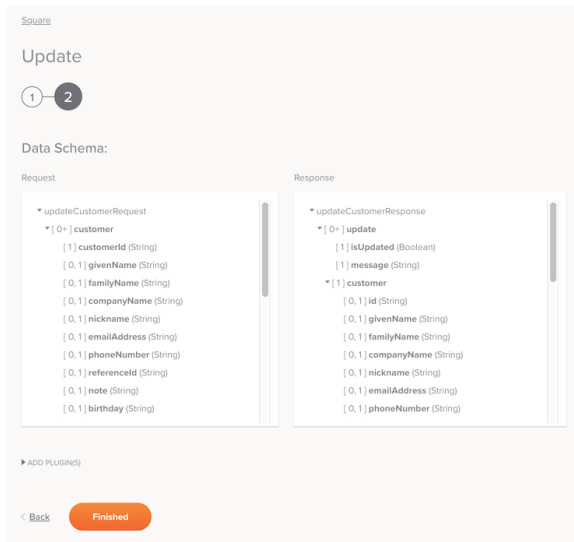 Square
Update
1 2
Data Schema:
Request
updateCustomerRequest
[ 0+ ] customer
[ 1 ] customerId (String)
[ 0, 1 ] givenName (String)
[ 0, 1 ] familyName (String)
[ 0, 1 ] companyName (String)
[ 0, 1 ] nickname (String)
[ 0, 1 ] emailAddress (String)
[ 0, 1 ] phoneNumber (String)
[ 0, 1 ] referenceId (String)
[ 0, 1 ] note (String)
[ 0, 1 ] birthday (String)
Response
updateCustomerResponse
[ 0+ ] update
[ 1 ] isUpdated (Boolean)
[ 1 ] message (String)
[ 1 ] customer
[ 0, 1 ] id (String)
[ 0, 1 ] givenName (String)
[ 0, 1 ] familyName (String)
[ 0, 1 ] companyName (String)
[ 0, 1 ] nickname (String)
[ 0, 1 ] emailAddress (String)
[ 0, 1 ] phoneNumber (String)
ADD PLUGIN(S)
< Back
Finished